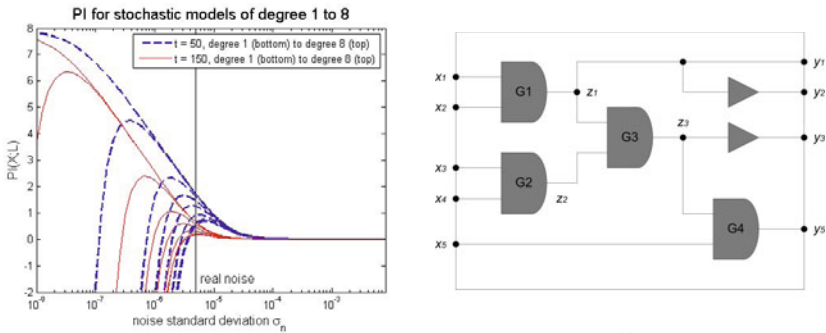 PI for stochastic models of degree 1 to 8
t = 50, degree 1 (bottom) to degree 8 (top)
t = 150, degree 1 (bottom) to degree 8 (top)
PI(X;L)
8
7
6
5
4
3
2
1
0
-1
-2
real noise
10⁻⁸ 10⁻⁷ 10⁻⁶ 10⁻⁵ 10⁻⁴ 10⁻³
noise standard deviation σₙ
x₁
x₂
x₃
x₄
x₅
G1
G2
G3
G4
z₁
z₂
z₃
y₁
y₂
y₃
y₅